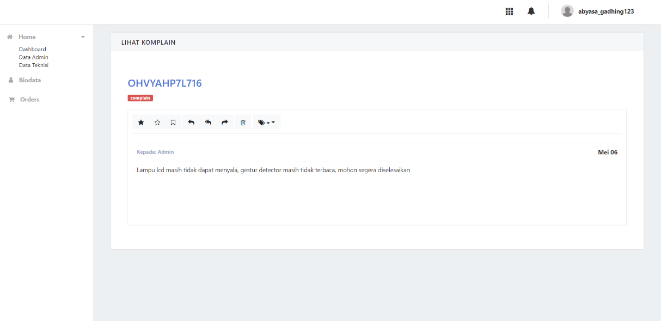 abyasa_gadhing123
Home
Dashboard
Data Admin
Data Teknisi
Biodata
Orders
LIHAT KOMPLAIN
OHVYAHP7L716
complain
Kepada: Admin
Mei 06
Lampu lcd masih tidak dapat menyala, gestur detector masih tidak terbaca, mohon segera diselesaikan